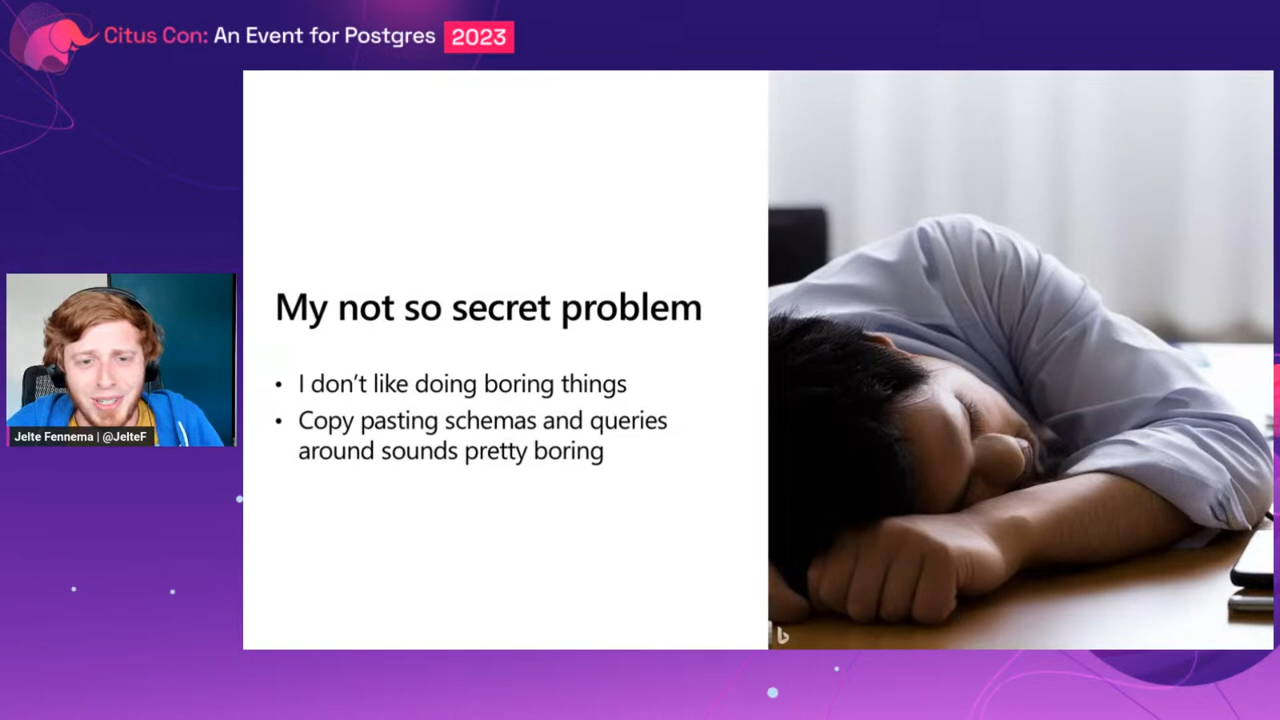 Citus Con: An Event for Postgres 2023
My not so secret problem
• I don’t like doing boring things
• Copy pasting schemas and queries
around sounds pretty boring
Jelte Fennema | @JelteF
b